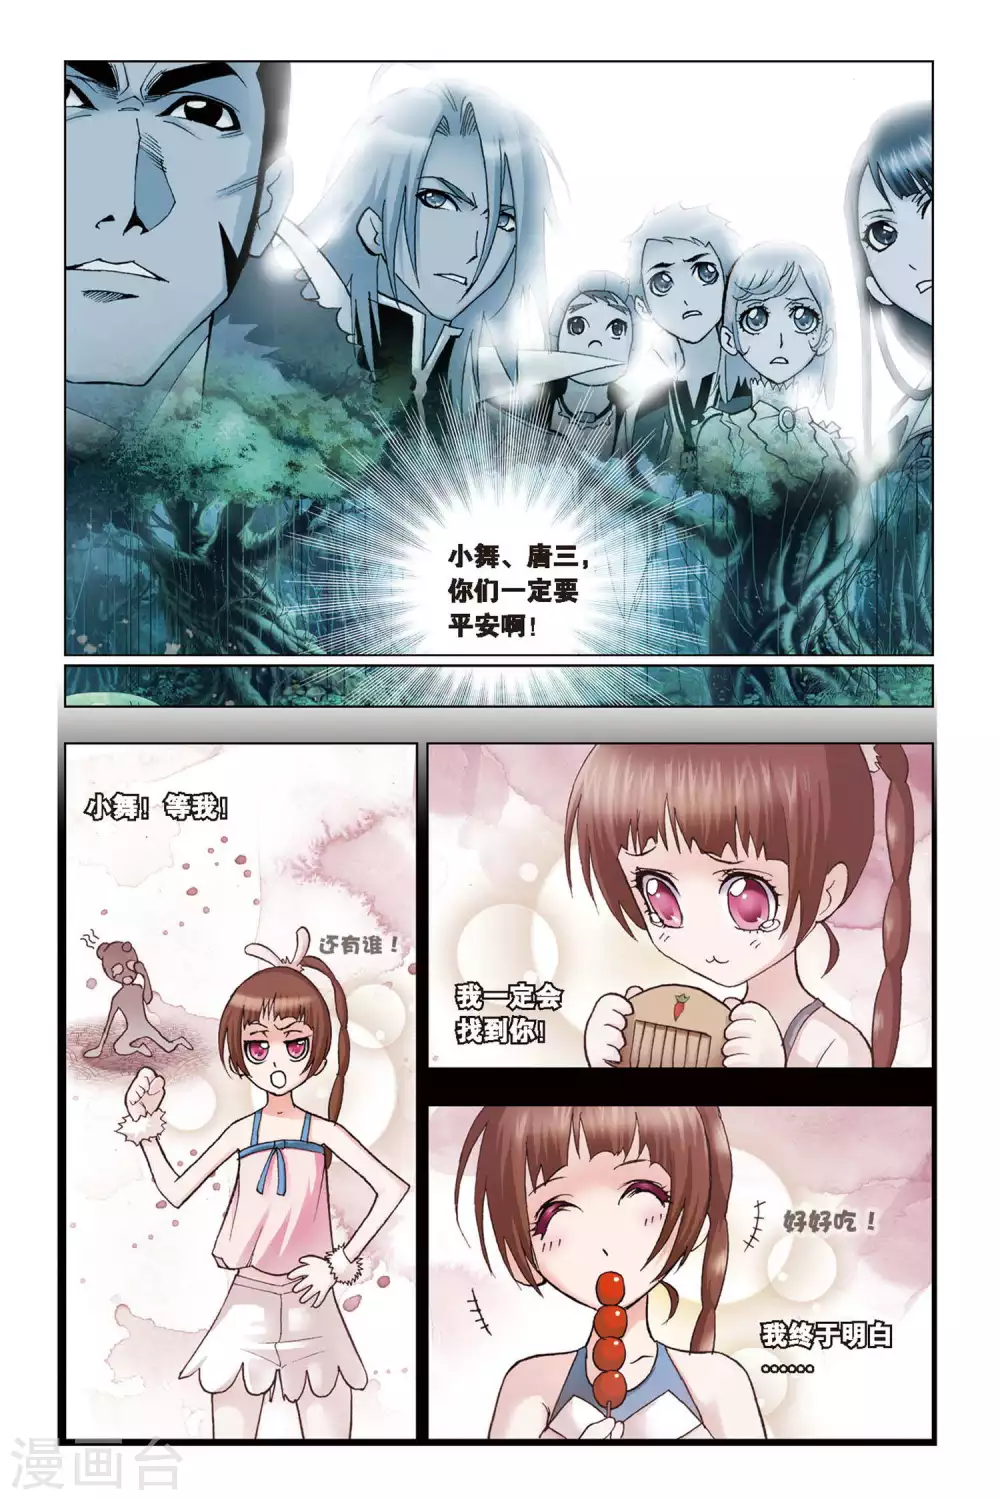 小舞、唐三，
你们一定要
平安啊！
小舞！等我！
还有谁！
我一定会
找到你！
好好吃！
我终于明白
……
漫画台